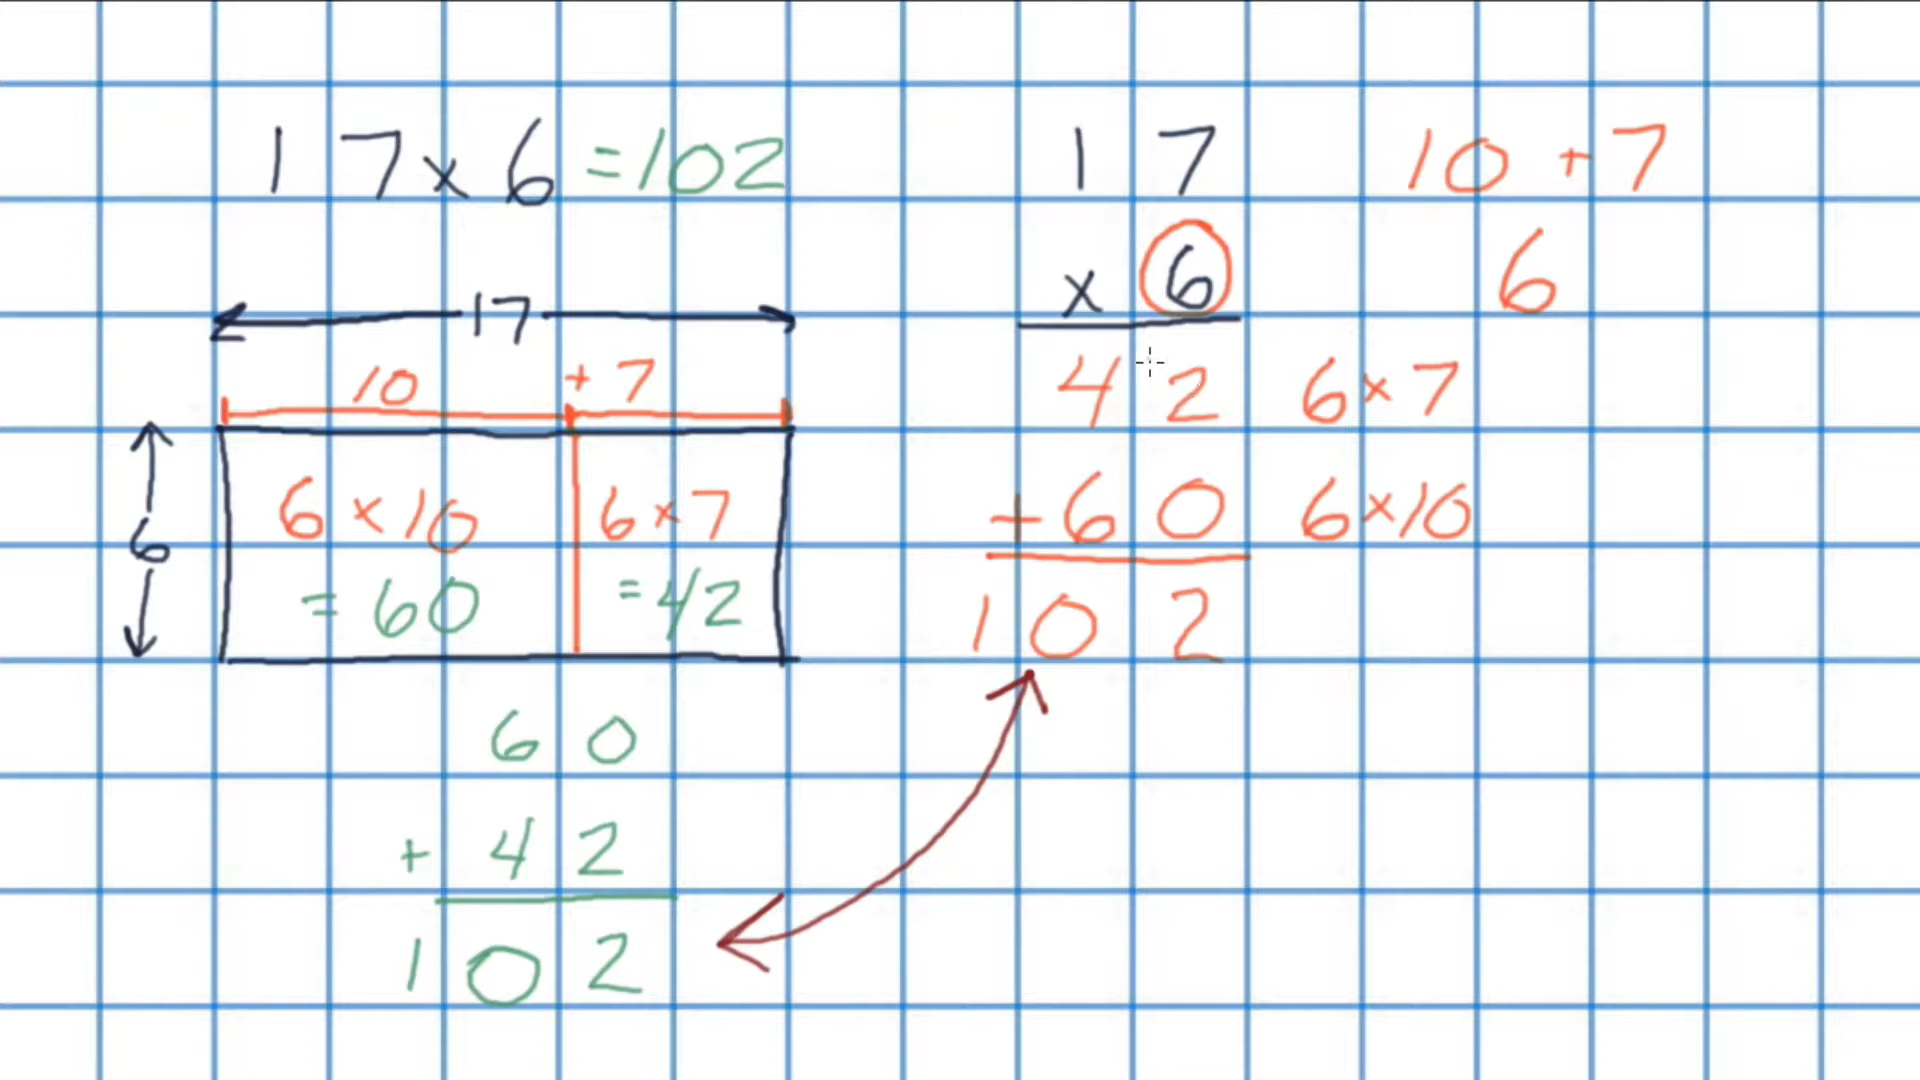 17 x 6 = 102
17
10 + 7
6
6 x 10
6 x 7
= 60
= 42
60
+ 42
102
17
x 6
42
+ 60
102
10 + 7
6
6 x 7
6 x 10